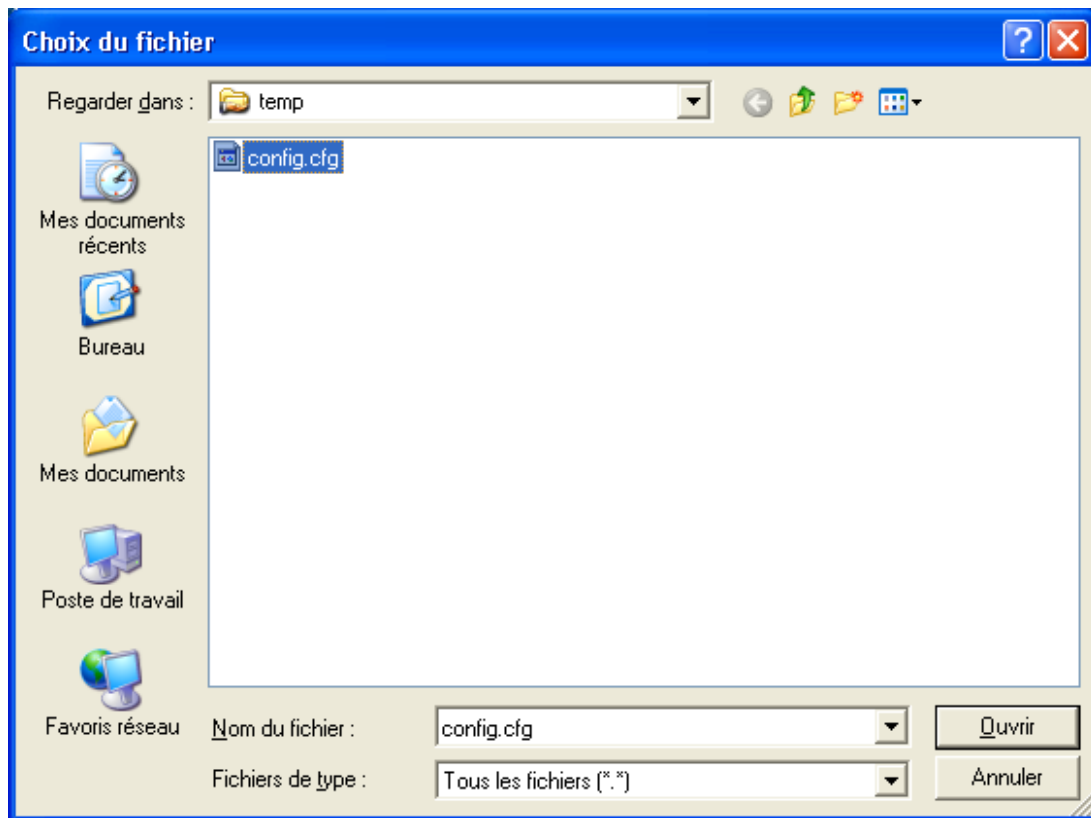 Choix du fichier
Regarder dans :
temp
config.cfg
Mes documents
récents
Bureau
Mes documents
Poste de travail
Favoris réseau
Nom du fichier :
config.cfg
Ouvrir
Fichiers de type :
Tous les fichiers (*.*)
Annuler